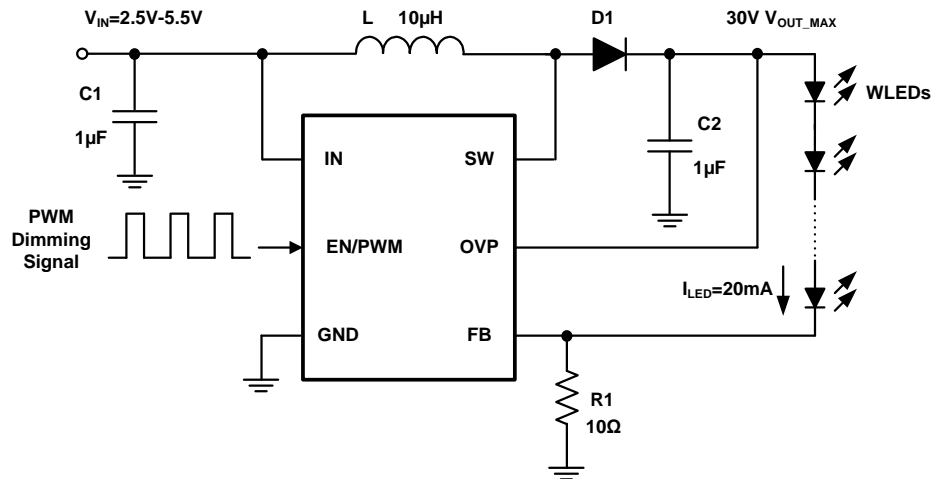 VIN=2.5V-5.5V
L 10µH
D1
30V VOUT_MAX
C1
1µF
WLEDs
C2
1µF
IN
SW
PWM
Dimming
Signal
EN/PWM
OVP
ILED=20mA
GND
FB
R1
10Ω